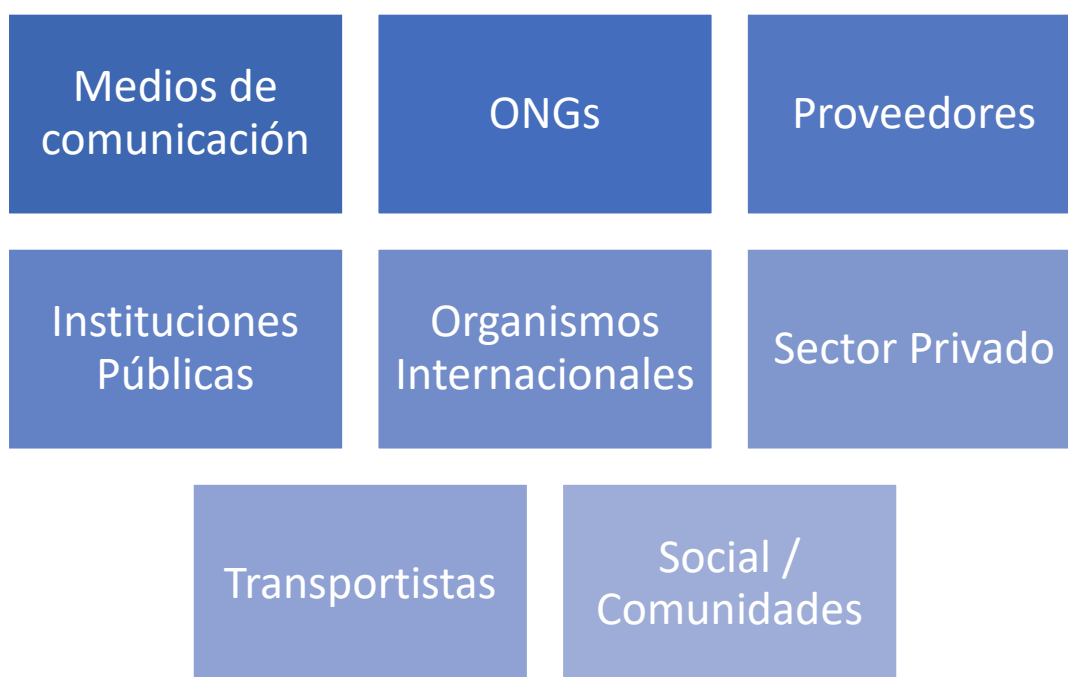 Medios de
comunicación
ONGs
Proveedores
Instituciones
Públicas
Organismos
Internacionales
Sector Privado
Transportistas
Social /
Comunidades